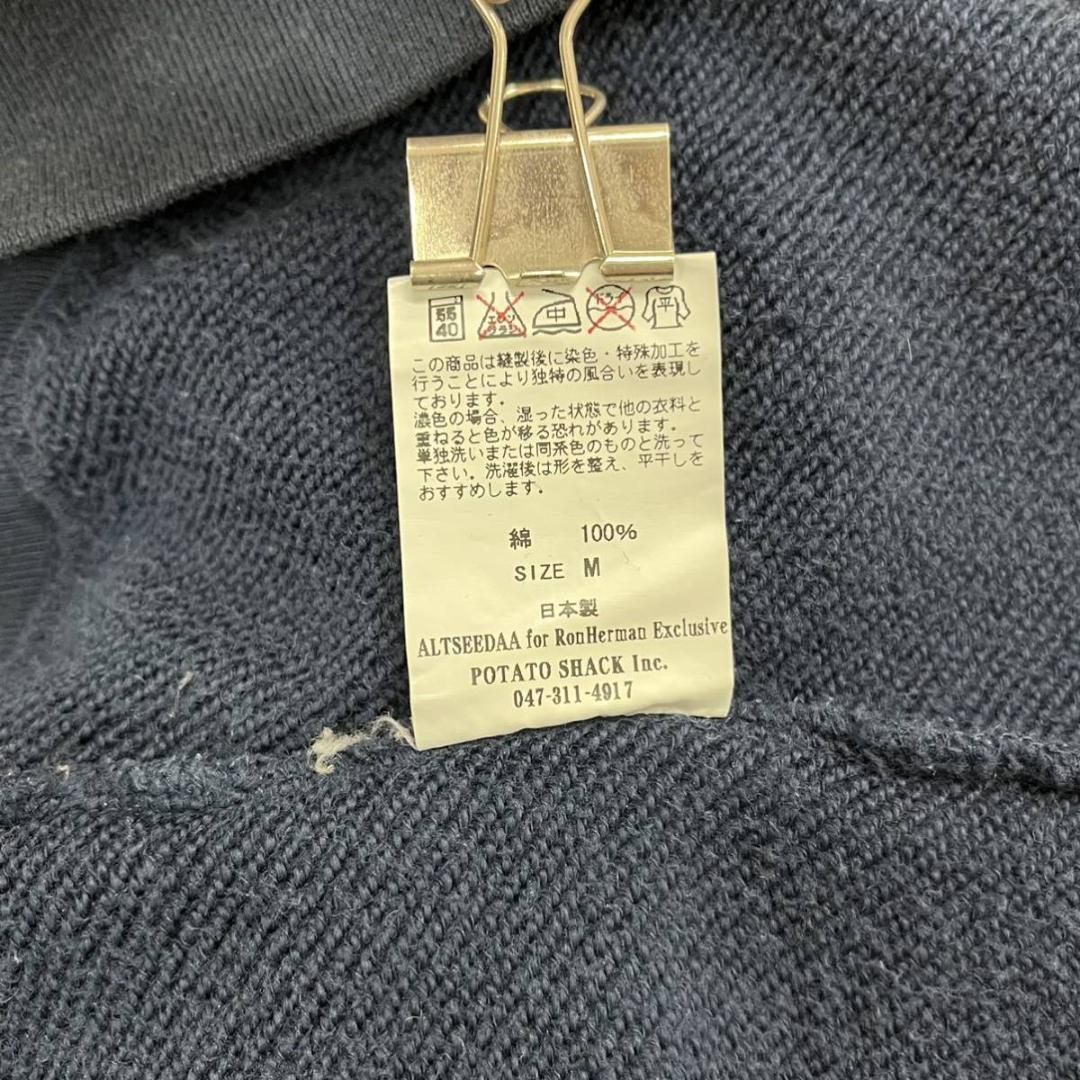 40
中
ドライ
平
この商品は縫製後に染色・特殊加工を
行うことにより独特の風合いを表現し
ております。
濃色の場合、湿った状態で他の衣料と
重ねると色が移る恐れがあります。
単独洗いまたは同系色のものと洗って
下さい。洗濯後は形を整え、平干しを
おすすめします。
綿 100%
SIZE M
日本製
ALTSEEDAA for RonHerman Exclusive
POTATO SHACK Inc.
047-311-4917